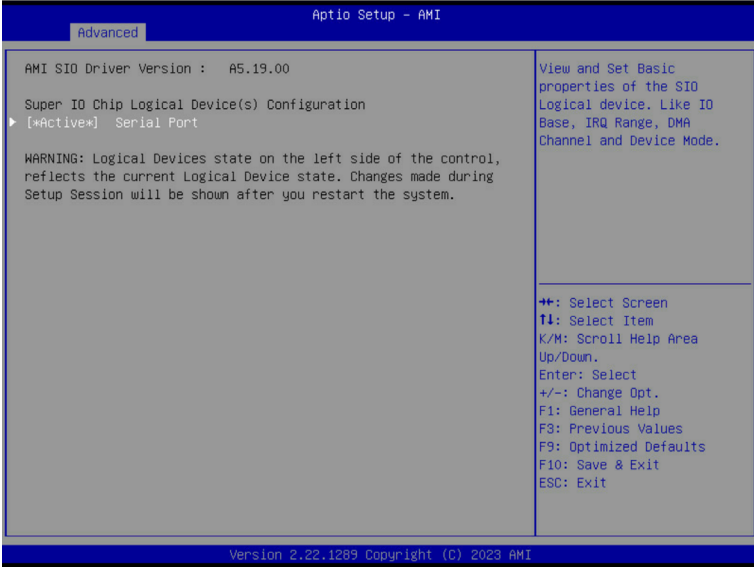 Aptio Setup - AMI
Advanced
AMI SIO Driver Version : A5.19.00
Super IO Chip Logical Device(s) Configuration
[*Active*] Serial Port
WARNING: Logical Devices state on the left side of the control,
reflects the current Logical Device state. Changes made during
Setup Session will be shown after you restart the system.
View and Set Basic
properties of the SIO
Logical device. Like IO
Base, IRQ Range, DMA
Channel and Device Mode.
→←: Select Screen
↑↓: Select Item
K/M: Scroll Help Area
Up/Down.
Enter: Select
+/-: Change Opt.
F1: General Help
F3: Previous Values
F9: Optimized Defaults
F10: Save & Exit
ESC: Exit
Version 2.22.1289 Copyright (C) 2023 AMI